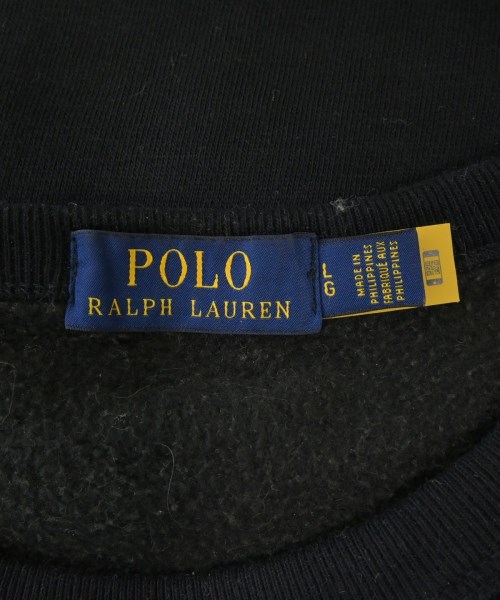 POLO
RALPH LAUREN
L
G
MADE IN
PHILIPPINES
FABRIQUÉ AUX
PHILIPPINES